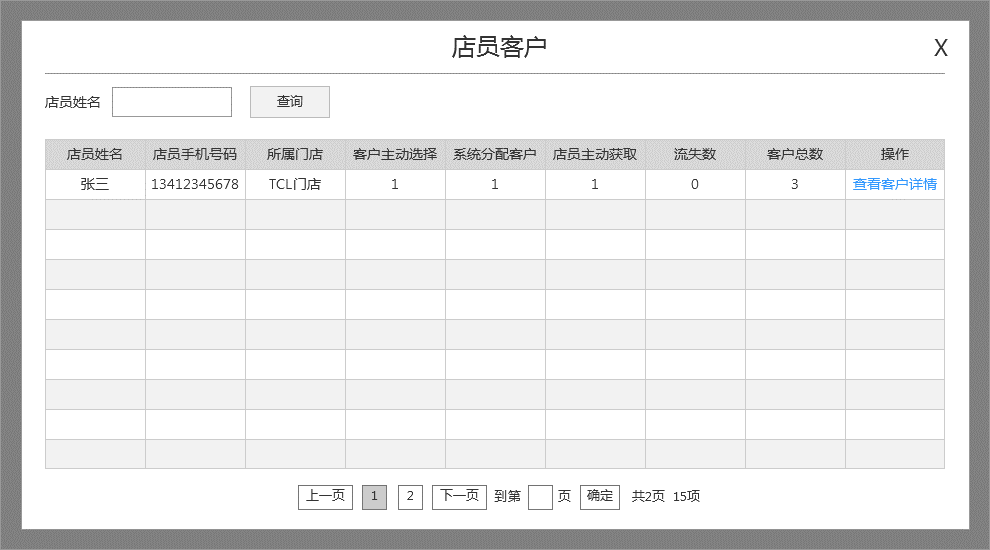 店员客户 X
店员姓名 查询
店员姓名 店员手机号码 所属门店 客户主动选择 系统分配客户 店员主动获取 流失数 客户总数 操作
张三 13412345678 TCL门店 1 1 1 0 3 查看客户详情
上一页 1 2 下一页 到第 页 确定 共2页 15项